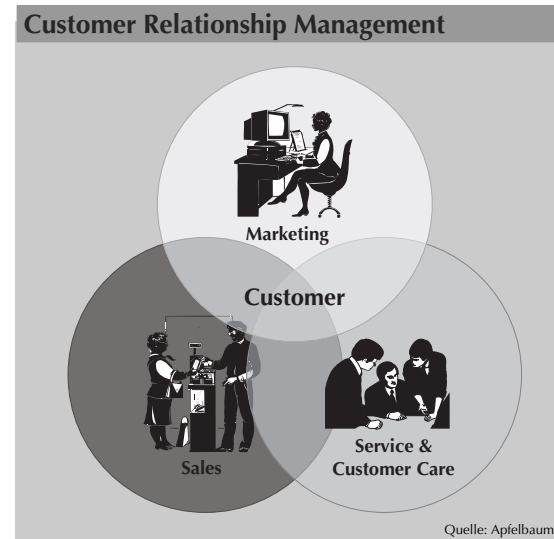 Customer Relationship Management
Marketing
Customer
Sales
Service &
Customer Care
Quelle: Apfelbaum